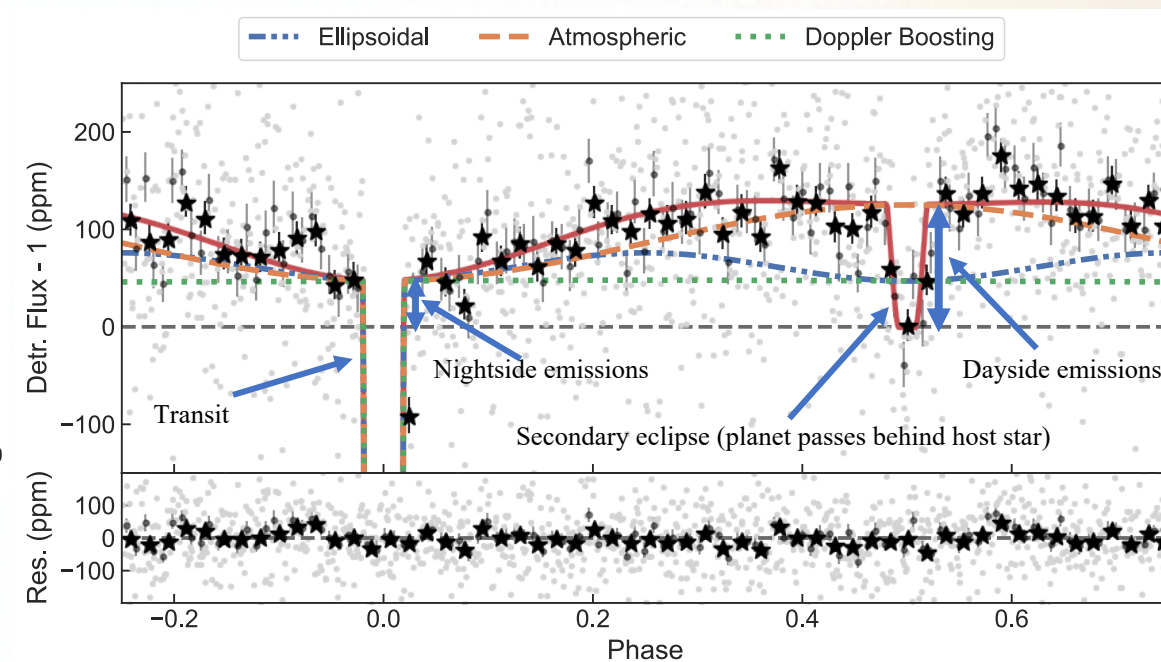 Ellipsoidal Atmospheric Doppler Boosting
Detr. Flux - 1 (ppm)
200
100
0
−100
Transit
Nightside emissions
Secondary eclipse (planet passes behind host star)
Dayside emissions
Res. (ppm)
100
0
−100
−0.2 0.0 0.2 0.4 0.6
Phase